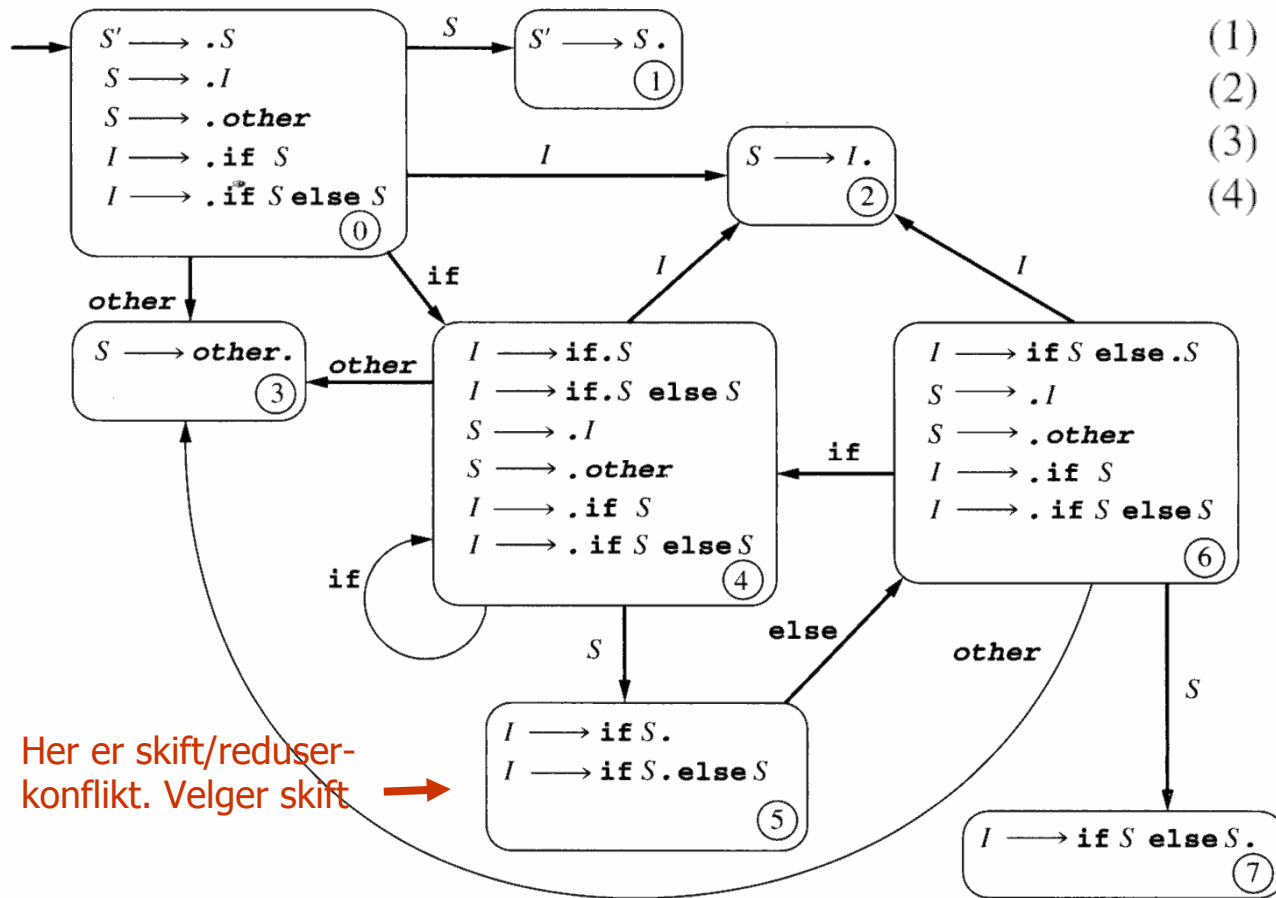 S' ⟶ .S
S ⟶ .I
S ⟶ .other
I ⟶ .if S
I ⟶ .if S else S
0
S
S' ⟶ S.
1
(1)
(2)
(3)
(4)
I
S ⟶ I.
2
other
if
I
I
S ⟶ other.
3
other
I ⟶ if.S
I ⟶ if.S else S
S ⟶ .I
S ⟶ .other
I ⟶ .if S
I ⟶ .if S else S
4
if
if
I ⟶ if S else.S
S ⟶ .I
S ⟶ .other
I ⟶ .if S
I ⟶ .if S else S
6
S
else
other
S
Her er skift/reduser-
konflikt. Velger skift
I ⟶ if S.
I ⟶ if S.else S
5
I ⟶ if S else S.
7